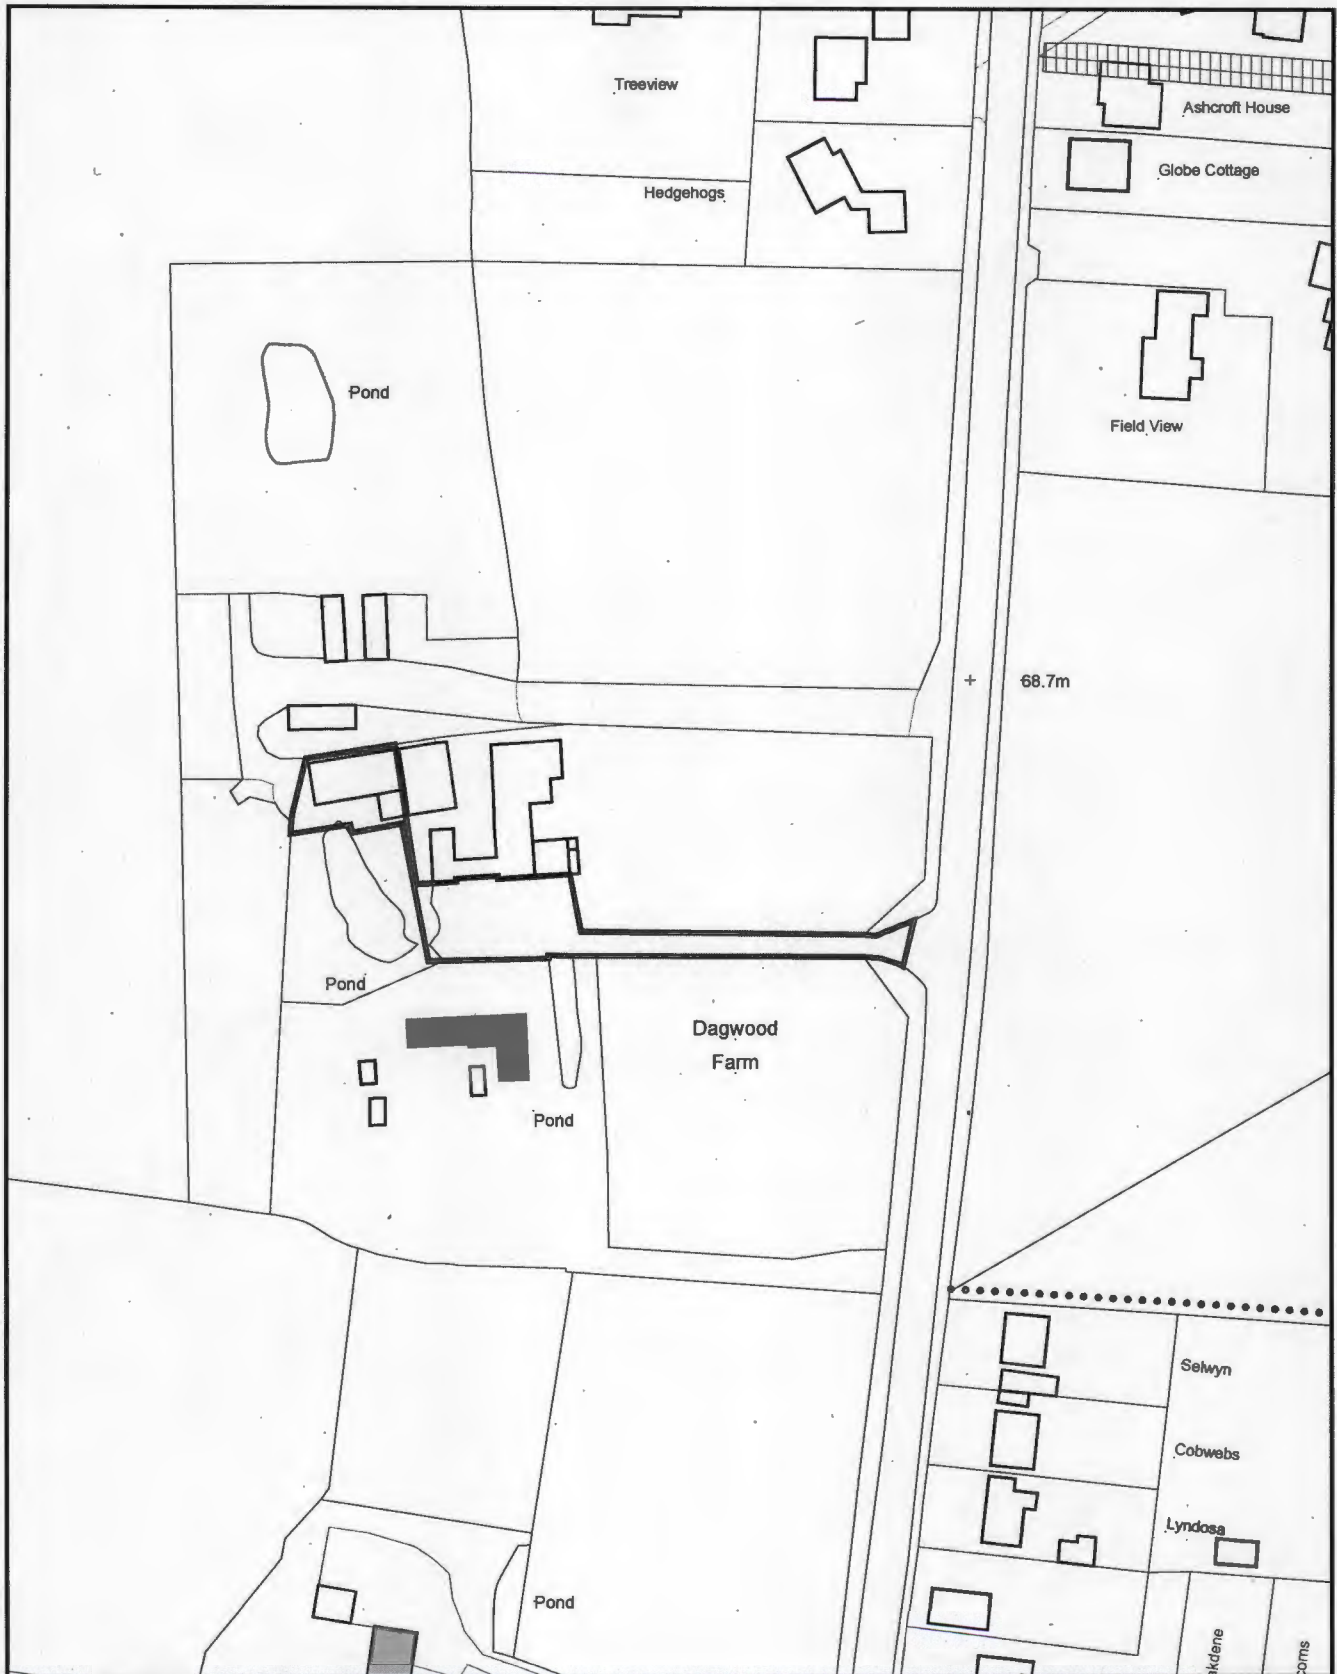 Treeview
Ashcroft House
Globe Cottage
Hedgehogs
Pond
Field View
68.7m
Pond
Dagwood
Farm
Pond
Selwyn
Cobwebs
Lyndosa
Pond